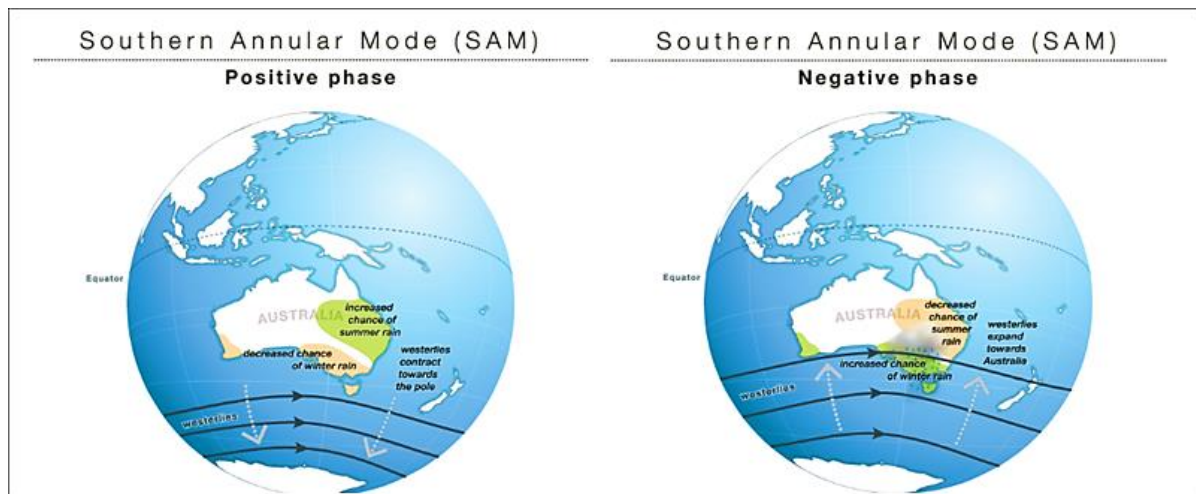 Southern Annular Mode (SAM)
Positive phase
Equator
AUSTRALIA
increased
chance of
summer rain
decreased chance
of winter rain
westerlies
contract
towards
the pole
westerlies
Southern Annular Mode (SAM)
Negative phase
Equator
AUSTRALIA
decreased
chance of
summer
rain
westerlies
expand
towards
Australia
increased chance
of winter rain
westerlies